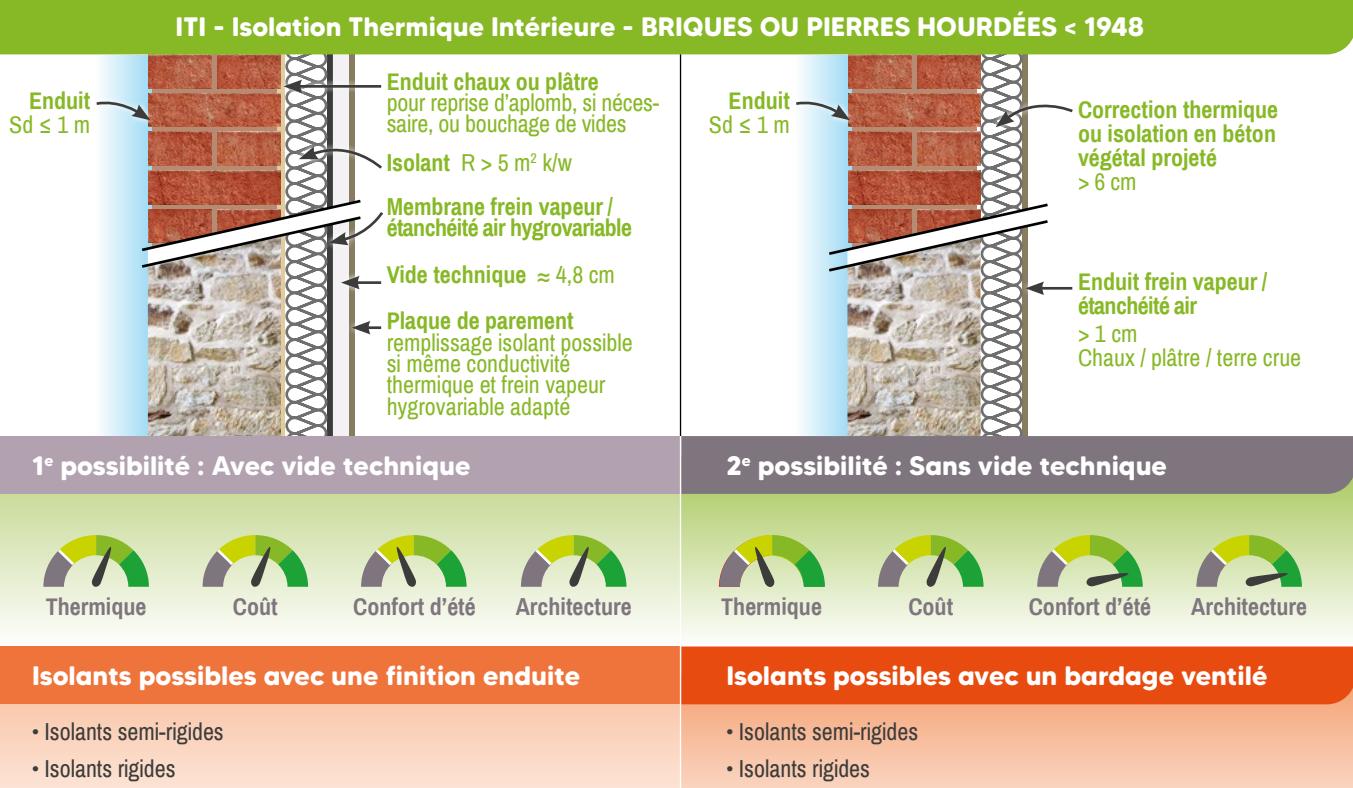 ITI - Isolation Thermique Intérieure - BRIQUES OU PIERRES HOURDÉES < 1948
Enduit
Sd ≤ 1 m
Enduit chaux ou plâtre
pour reprise d'aplomb, si néces-
saire, ou bouchage de vides
Isolant R > 5 m² k/w
Membrane frein vapeur /
étanchéité air hygrovariable
Vide technique ≈ 4,8 cm
Plaque de parement
remplissage isolant possible
si même conductivité
thermique et frein vapeur
hygrovariable adapté
Enduit
Sd ≤ 1 m
Correction thermique
ou isolation en béton
végétal projeté
> 6 cm
Enduit frein vapeur /
étanchéité air
> 1 cm
Chaux / plâtre / terre crue
1e possibilité : Avec vide technique
2e possibilité : Sans vide technique
Thermique Coût Confort d'été Architecture
Thermique Coût Confort d'été Architecture
Isolants possibles avec une finition enduite
• Isolants semi-rigides
• Isolants rigides
Isolants possibles avec un bardage ventilé
• Isolants semi-rigides
• Isolants rigides